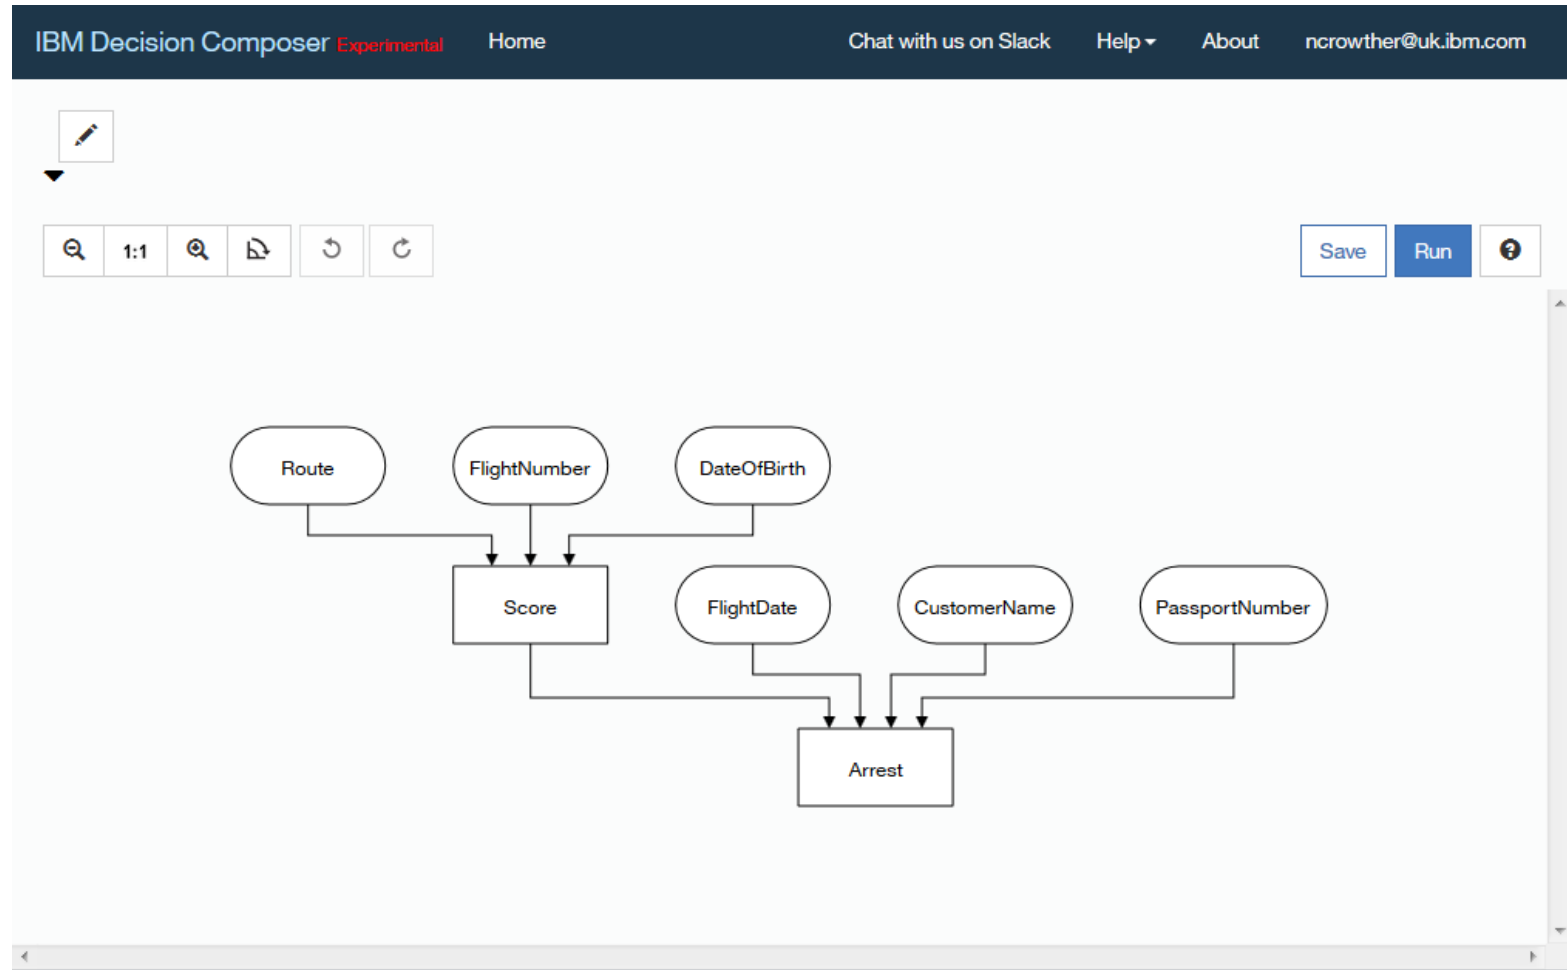 IBM Decision Composer Experimental Home Chat with us on Slack Help About ncrowther@uk.ibm.com
1:1 Save Run
Route FlightNumber DateOfBirth
Score FlightDate CustomerName PassportNumber
Arrest